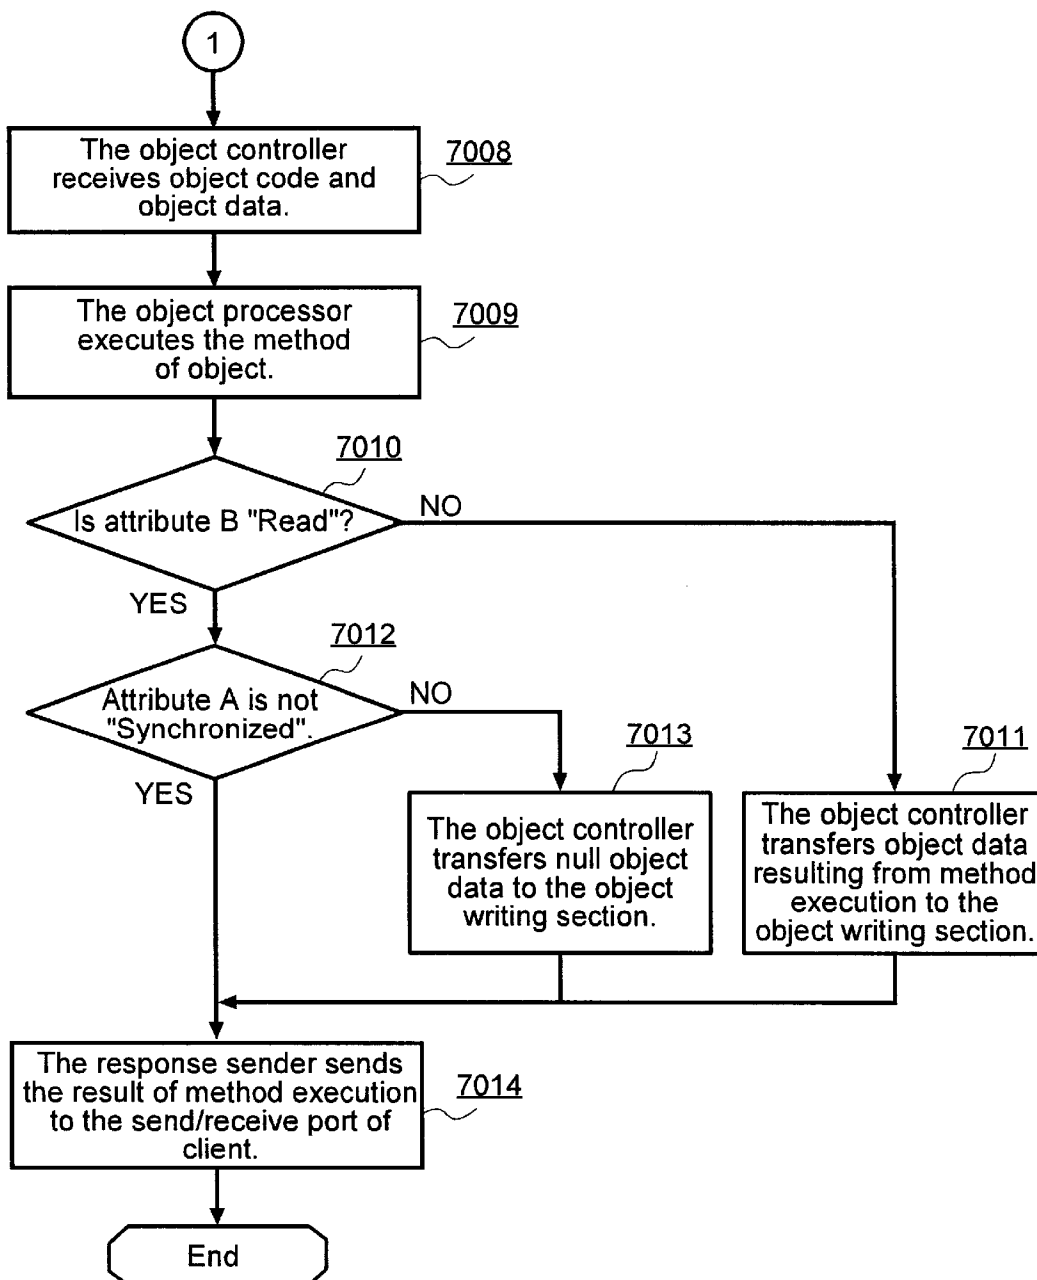 1
The object controller
receives object code and
object data.
7008
The object processor
executes the method
of object.
7009
7010
Is attribute B "Read"?
NO
YES
7012
Attribute A is not
"Synchronized".
NO
YES
7013
The object controller
transfers null object
data to the object
writing section.
7011
The object controller
transfers object data
resulting from method
execution to the
object writing section.
The response sender sends
the result of method execution
to the send/receive port of
client.
7014
End